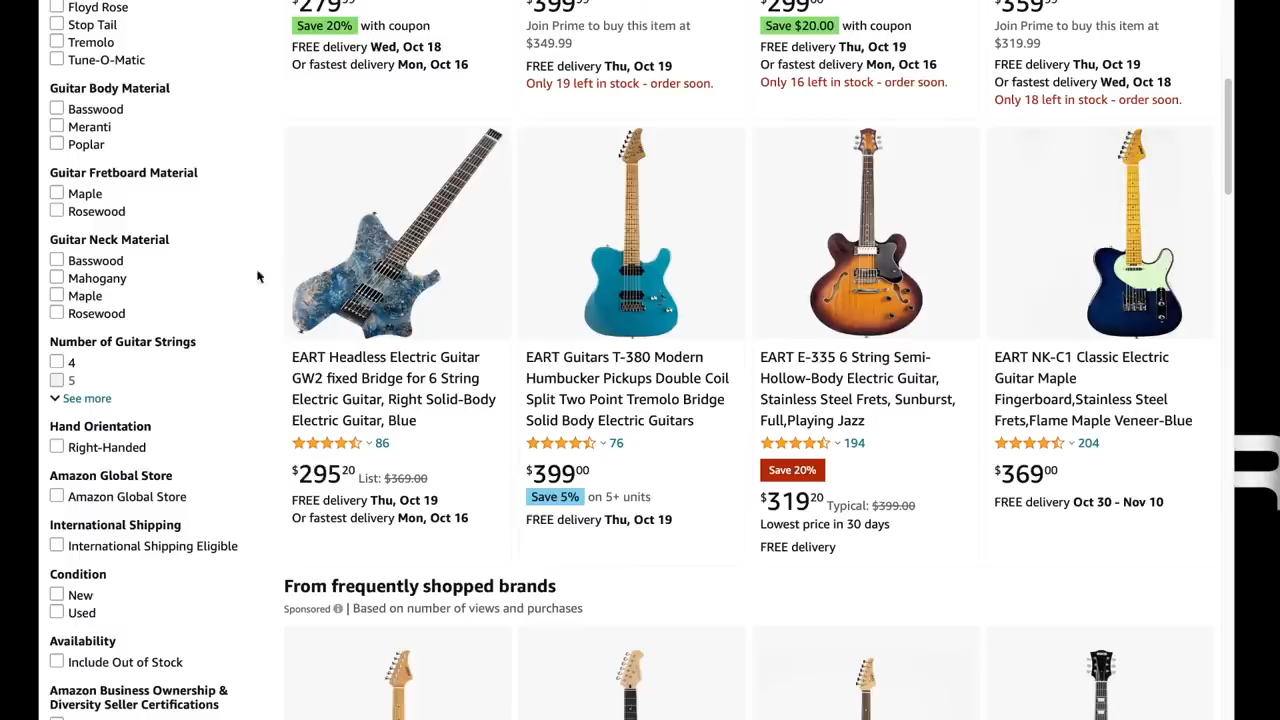 Floyd Rose
Stop Tail
Tremolo
Tune-O-Matic
Guitar Body Material
Basswood
Meranti
Poplar
Guitar Fretboard Material
Maple
Rosewood
Guitar Neck Material
Basswood
Mahogany
Maple
Rosewood
Number of Guitar Strings
4
5
See more
Hand Orientation
Right-Handed
Amazon Global Store
Amazon Global Store
International Shipping
International Shipping Eligible
Condition
New
Used
Availability
Include Out of Stock
Amazon Business Ownership &
Diversity Seller Certifications
$279.99
Save 20% with coupon
FREE delivery Wed, Oct 18
Or fastest delivery Mon, Oct 16
$399.99
Join Prime to buy this item at
$349.99
FREE delivery Thu, Oct 19
Only 19 left in stock - order soon.
$299.00
Save $20.00 with coupon
FREE delivery Thu, Oct 19
Or fastest delivery Mon, Oct 16
Only 16 left in stock - order soon.
$359.99
Join Prime to buy this item at
$319.99
FREE delivery Thu, Oct 19
Or fastest delivery Wed, Oct 18
Only 18 left in stock - order soon.
EART Headless Electric Guitar
GW2 fixed Bridge for 6 String
Electric Guitar, Right Solid-Body
Electric Guitar, Blue
86
$295.20 List: $369.00
FREE delivery Thu, Oct 19
Or fastest delivery Mon, Oct 16
EART Guitars T-380 Modern
Humbucker Pickups Double Coil
Split Two Point Tremolo Bridge
Solid Body Electric Guitars
76
$399.00
Save 5% on 5+ units
FREE delivery Thu, Oct 19
EART E-335 6 String Semi-
Hollow-Body Electric Guitar,
Stainless Steel Frets, Sunburst,
Full,Playing Jazz
194
Save 20%
$319.20 Typical: $399.00
Lowest price in 30 days
FREE delivery
EART NK-C1 Classic Electric
Guitar Maple
Fingerboard,Stainless Steel
Frets,Flame Maple Veneer-Blue
204
$369.00
FREE delivery Oct 30 - Nov 10
From frequently shopped brands
Sponsored | Based on number of views and purchases